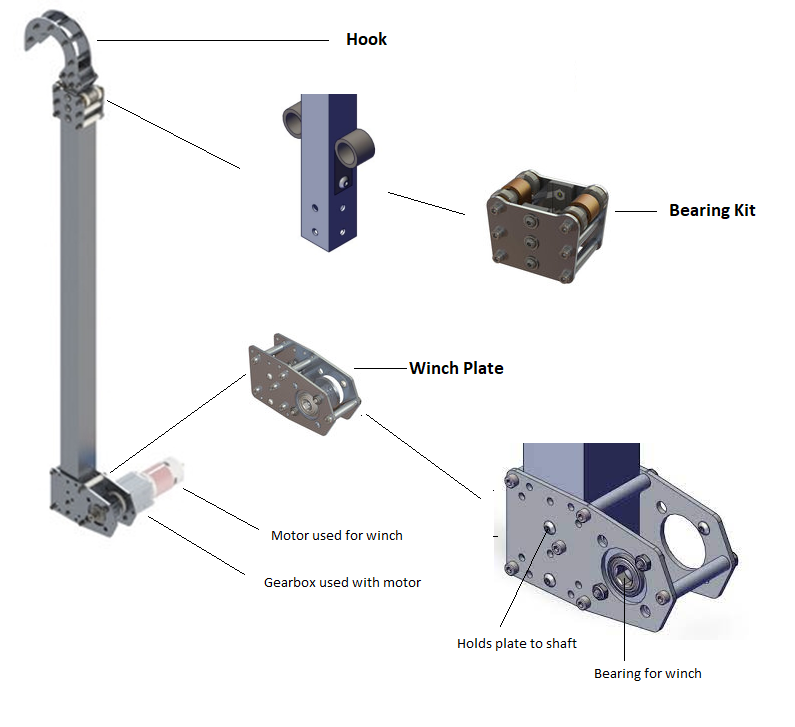 Hook
Bearing Kit
Winch Plate
Motor used for winch
Gearbox used with motor
Holds plate to shaft
Bearing for winch